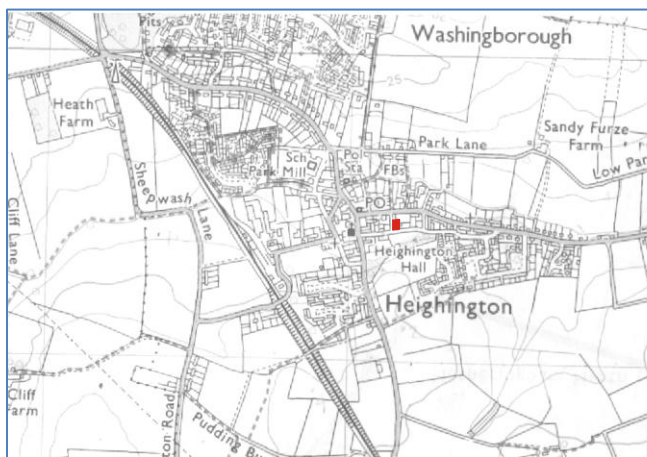 Pits
Washingborough
25
Heath
Farm
Park Lane
Sandy Furze
Farm
Low Par
Sch
Mill
Park
Pol
Sta
FBs
Sheepwash
Lane
Cliff Lane
PO
Heighington
Hall
Heighington
Cliff
Farm
ton Road
Pudding Bu